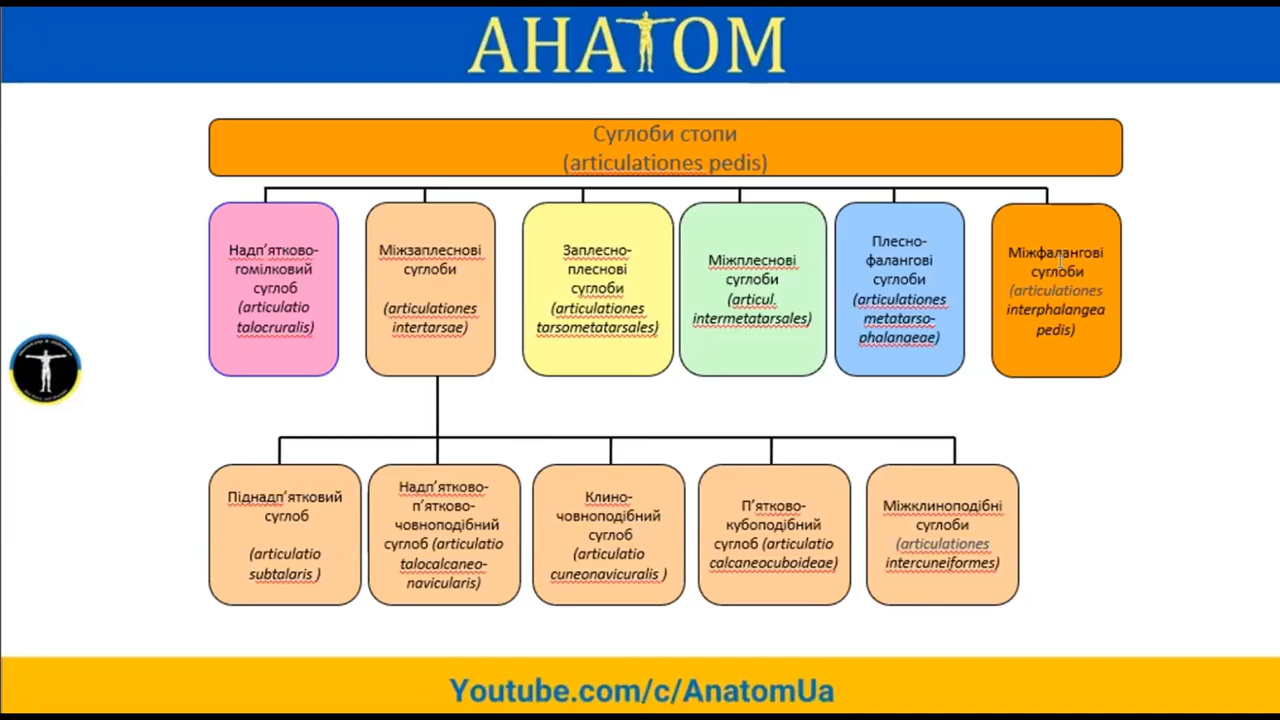 АНАТОМ
Суглоби стопи
(articulationes pedis)
Надп’ятково-
гомілковий
суглоб
(articulatio
talocruralis)
Міжзаплеснові
суглоби
(articulationes
intertarsae)
Заплесно-
плеснові
суглоби
(articulationes
tarsometatarsales)
Міжплеснові
суглоби
(articul.
intermetatarsales)
Плесно-
фалангові
суглоби
(articulationes
metatarso-
phalangeae)
Міжфалангові
суглоби
(articulationes
interphalangea
pedis)
Піднадп’ятковий
суглоб
(articulatio
subtalaris )
Надп’ятково-
п’ятково-
човноподібний
суглоб (articulatio
talocalcaneo-
navicularis)
Клино-
човноподібний
суглоб
(articulatio
cuneonavicuralis )
П’ятково-
кубоподібний
суглоб (articulatio
calcaneocuboideae)
Міжклиноподібні
суглоби
(articulationes
intercuneiformes)
Youtube.com/c/AnatomUa